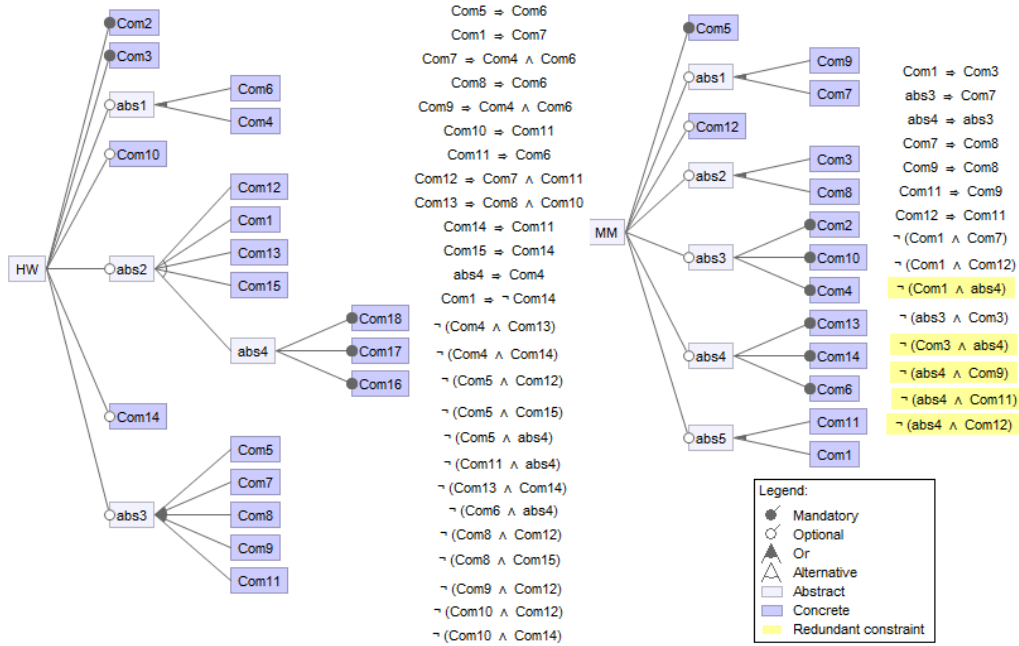 HW
Com2
Com3
abs1
Com6
Com4
Com10
abs2
Com12
Com1
Com13
Com15
abs4
Com18
Com17
Com16
Com14
abs3
Com5
Com7
Com8
Com9
Com11
Com5 ⇒ Com6
Com1 ⇒ Com7
Com7 ⇒ Com4 ∧ Com6
Com8 ⇒ Com6
Com9 ⇒ Com4 ∧ Com6
Com10 ⇒ Com11
Com11 ⇒ Com6
Com12 ⇒ Com7 ∧ Com11
Com13 ⇒ Com8 ∧ Com10
Com14 ⇒ Com11
Com15 ⇒ Com14
abs4 ⇒ Com4
Com1 ⇒ ¬ Com14
¬ (Com4 ∧ Com13)
¬ (Com4 ∧ Com14)
¬ (Com5 ∧ Com12)
¬ (Com5 ∧ Com15)
¬ (Com5 ∧ abs4)
¬ (Com11 ∧ abs4)
¬ (Com13 ∧ Com14)
¬ (Com6 ∧ abs4)
¬ (Com8 ∧ Com12)
¬ (Com8 ∧ Com15)
¬ (Com9 ∧ Com12)
¬ (Com10 ∧ Com12)
¬ (Com10 ∧ Com14)
MM
Com5
abs1
Com9
Com7
Com12
abs2
Com3
Com8
abs3
Com2
Com10
Com4
abs4
Com13
Com14
Com6
abs5
Com11
Com1
Com1 ⇒ Com3
abs3 ⇒ Com7
abs4 ⇒ abs3
Com7 ⇒ Com8
Com9 ⇒ Com8
Com11 ⇒ Com9
Com12 ⇒ Com11
¬ (Com1 ∧ Com7)
¬ (Com1 ∧ Com12)
¬ (Com1 ∧ abs4)
¬ (abs3 ∧ Com3)
¬ (Com3 ∧ abs4)
¬ (abs4 ∧ Com9)
¬ (abs4 ∧ Com11)
¬ (abs4 ∧ Com12)
Legend:
Mandatory
Optional
Or
Alternative
Abstract
Concrete
Redundant constraint